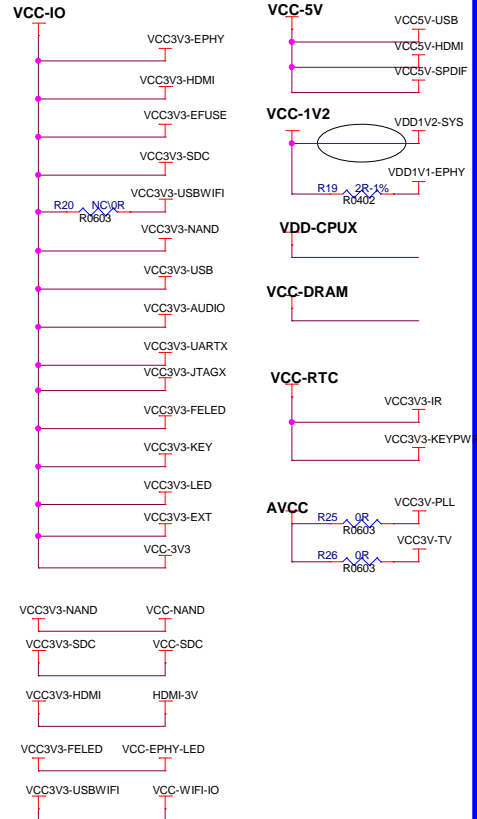 VCC-IO
VCC3V3-EPHY
VCC3V3-HDMI
VCC3V3-EFUSE
VCC3V3-SDC
VCC3V3-USBWIFI
R20 NC\0R
R0603
VCC3V3-NAND
VCC3V3-USB
VCC3V3-AUDIO
VCC3V3-UARTX
VCC3V3-JTAGX
VCC3V3-FELED
VCC3V3-KEY
VCC3V3-LED
VCC3V3-EXT
VCC-3V3
VCC3V3-NAND VCC-NAND
VCC3V3-SDC VCC-SDC
VCC3V3-HDMI HDMI-3V
VCC3V3-FELED VCC-EPHY-LED
VCC3V3-USBWIFI VCC-WIFI-IO
VCC-5V
VCC5V-USB
VCC5V-HDMI
VCC5V-SPDIF
VCC-1V2
VDD1V2-SYS
VDD1V1-EPHY
R19 2R-1%
R0402
VDD-CPUX
VCC-DRAM
VCC-RTC
VCC3V3-IR
VCC3V3-KEYPW
AVCC
VCC3V-PLL
R25 0R
R0603
VCC3V-TV
R26 0R
R0603